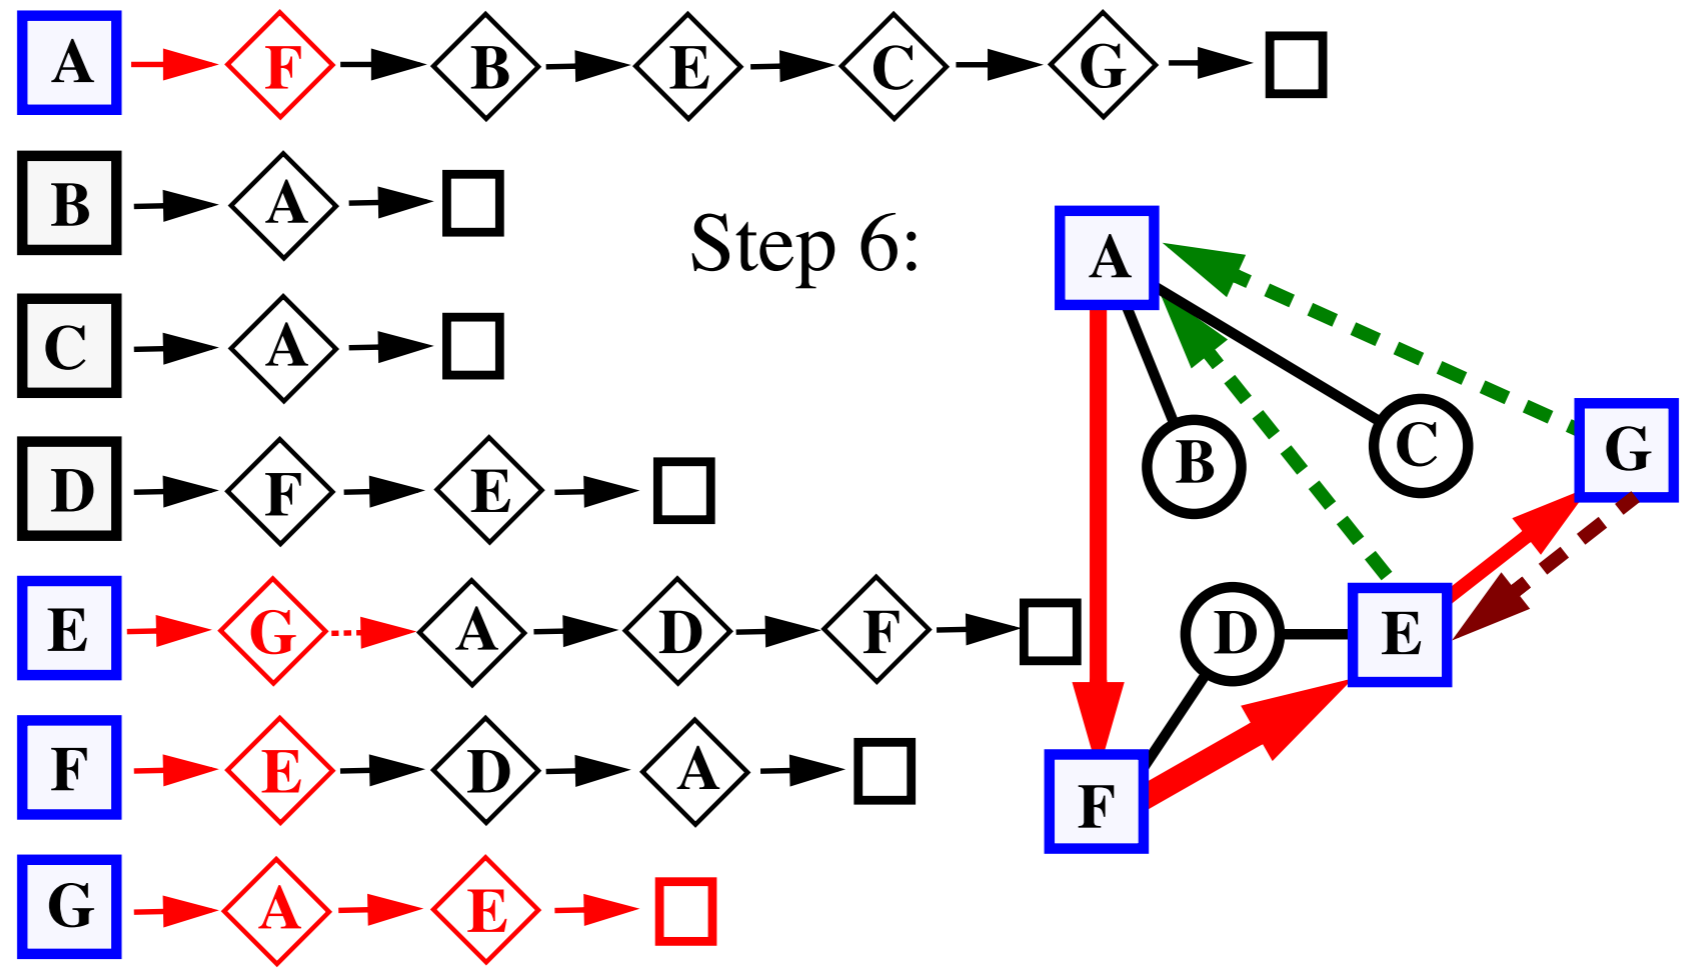 A F B E C G
B A
C A
D F E
E G A D F
F E D A
G A E
Step 6:
A
B C G
D E
F